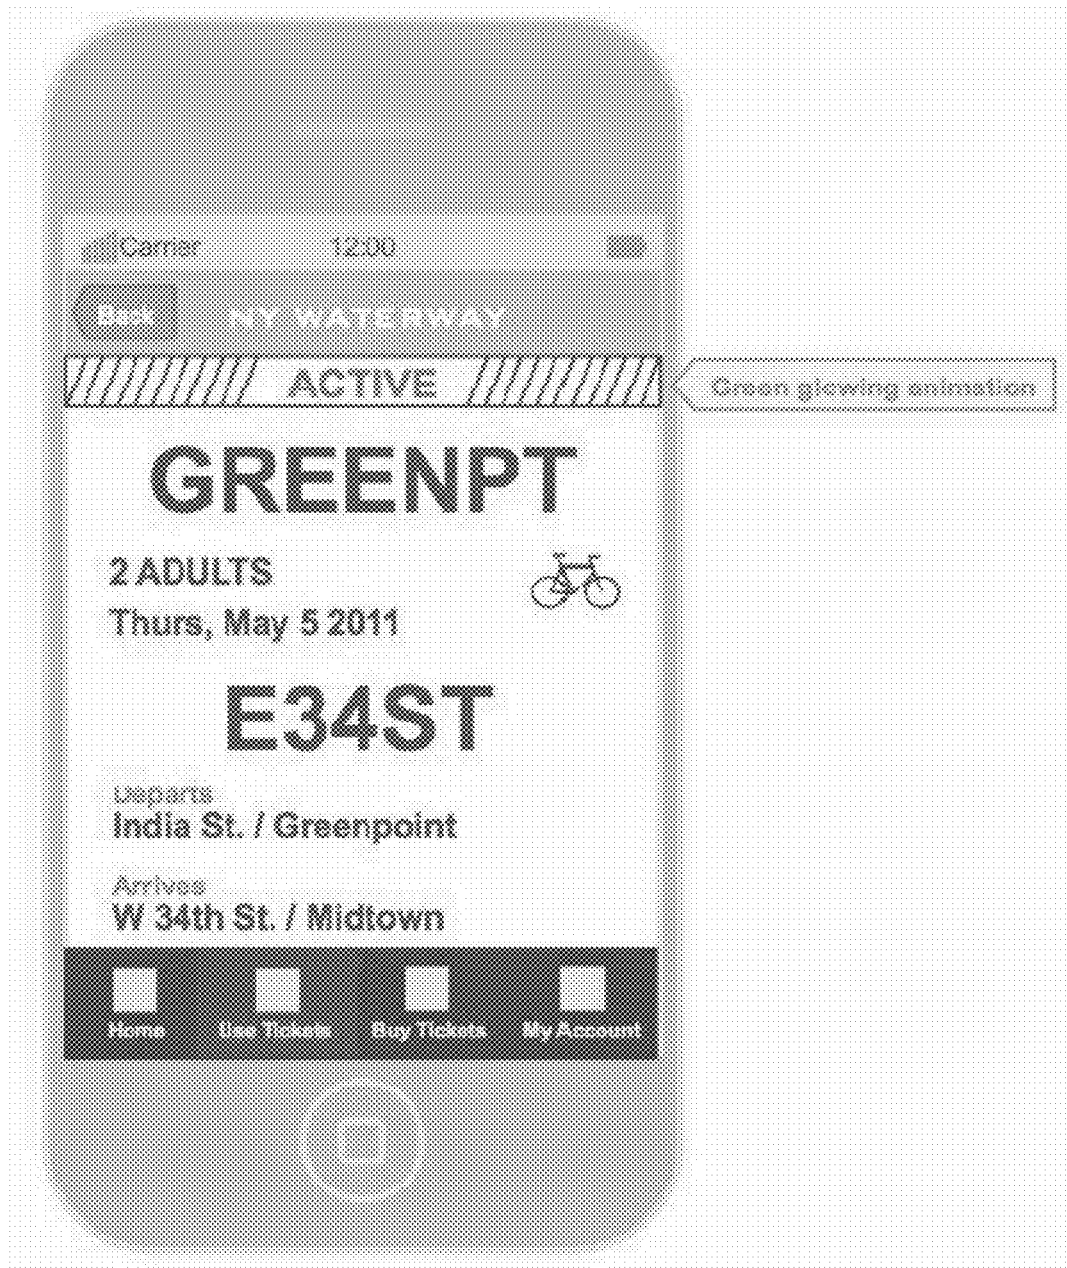 Carrier 12:00
Back NY WATERWAY
ACTIVE
Green glowing animation
GREENPT
2 ADULTS
Thurs, May 5 2011
E34ST
Departs
India St. / Greenpoint
Arrives
W 34th St. / Midtown
Home Use Tickets Buy Tickets My Account